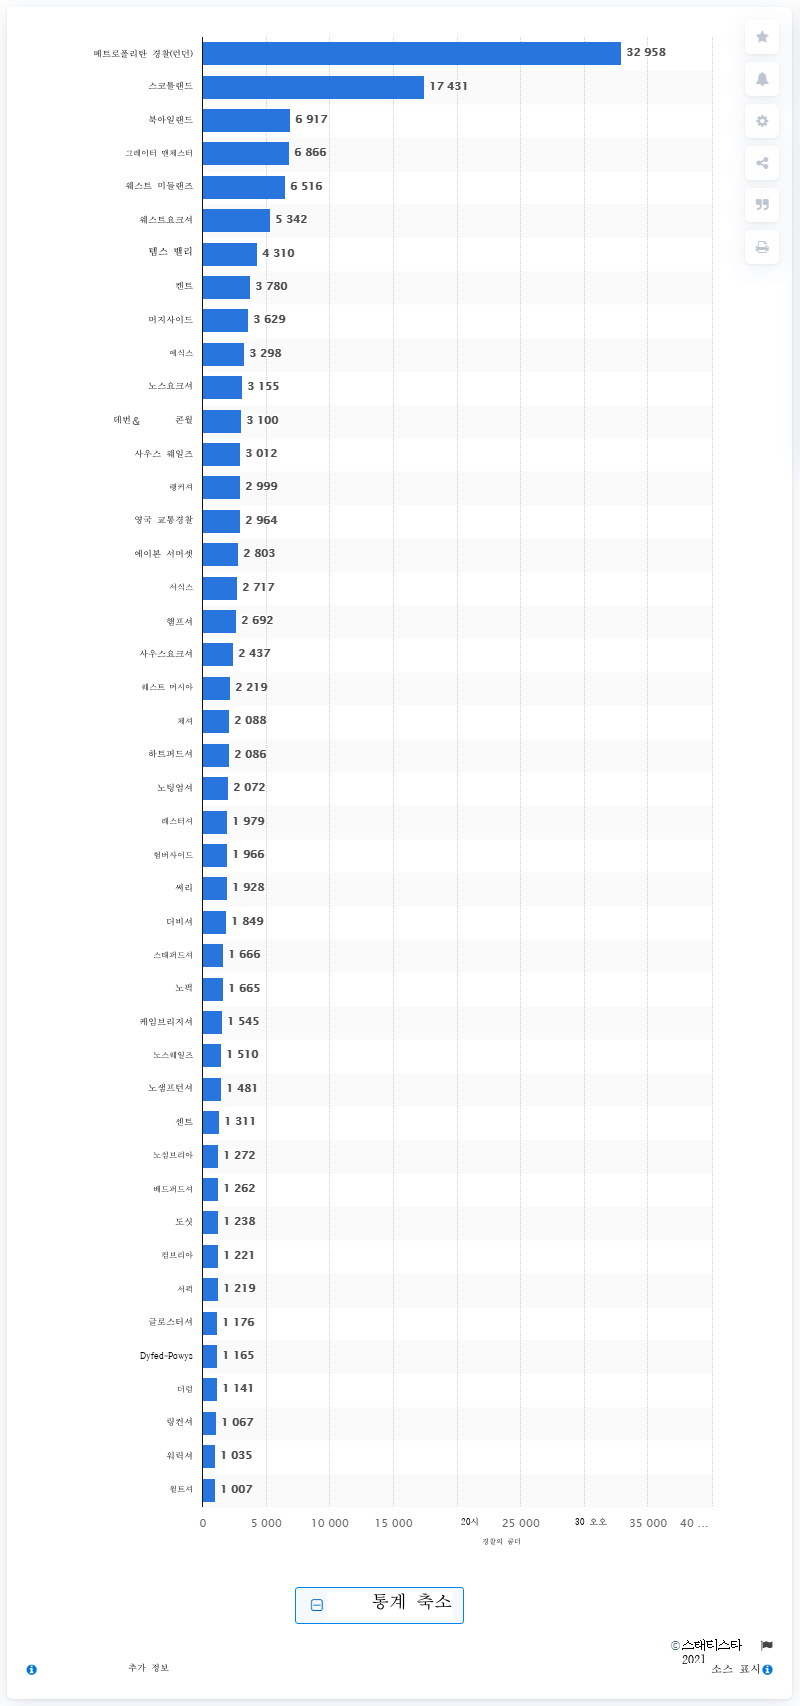 메트로폴리탄 경찰(런던) 32 958
스코틀랜드 17 431
북아일랜드 6 917
그레이터 맨체스터 6 866
웨스트 미들랜즈 6 516
웨스트요크셔 5 342
템스 밸리 4 310
켄트 3 780
머지사이드 3 629
에식스 3 298
노스요크셔 3 155
데번& 콘월 3 100
사우스 웨일즈 3 012
랭커셔 2 999
영국 교통경찰 2 964
에이본 서머셋 2 803
서식스 2 717
햄프셔 2 692
사우스요크셔 2 437
웨스트 머시아 2 219
체셔 2 088
하트퍼드셔 2 086
노팅엄셔 2 072
레스터셔 1 979
험버사이드 1 966
써리 1 928
더비셔 1 849
스태퍼드셔 1 666
노퍽 1 665
케임브리지셔 1 545
노스웨일즈 1 510
노샘프턴셔 1 481
센트 1 311
노섬브리아 1 272
베드퍼드셔 1 262
도싯 1 238
컴브리아 1 221
서퍽 1 219
글로스터셔 1 176
Dyfed-Powys 1 165
더럼 1 141
링컨셔 1 067
워릭셔 1 035
윌트셔 1 007
0 5 000 10 000 15 000 20시 25 000 30 오오 35 000 40 ...
경찰의 숫더
통계 축소
© 스태티스타
2021
추가 정보 소스 표시